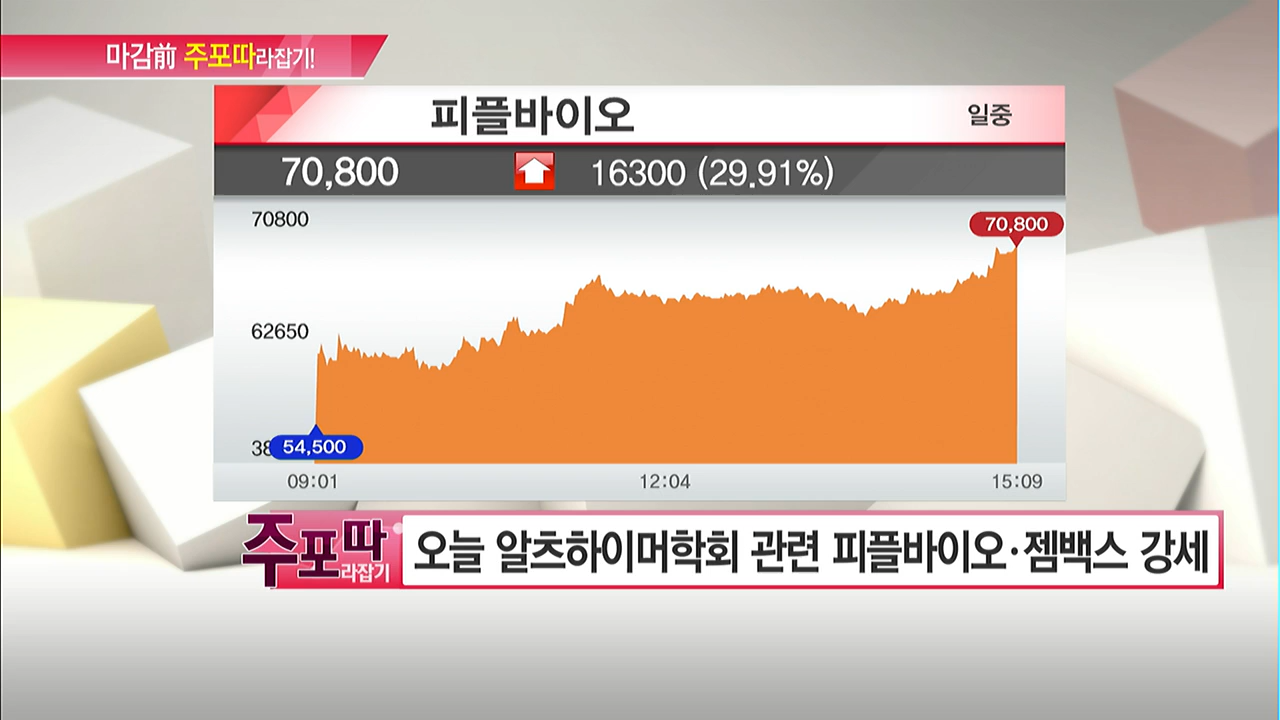 마감前 주포따라잡기!
피플바이오 일중
70,800 16300 (29.91%)
70800
70,800
62650
38
54,500
09:01 12:04 15:09
주포따라잡기
오늘 알츠하이머학회 관련 피플바이오·젬백스 강세